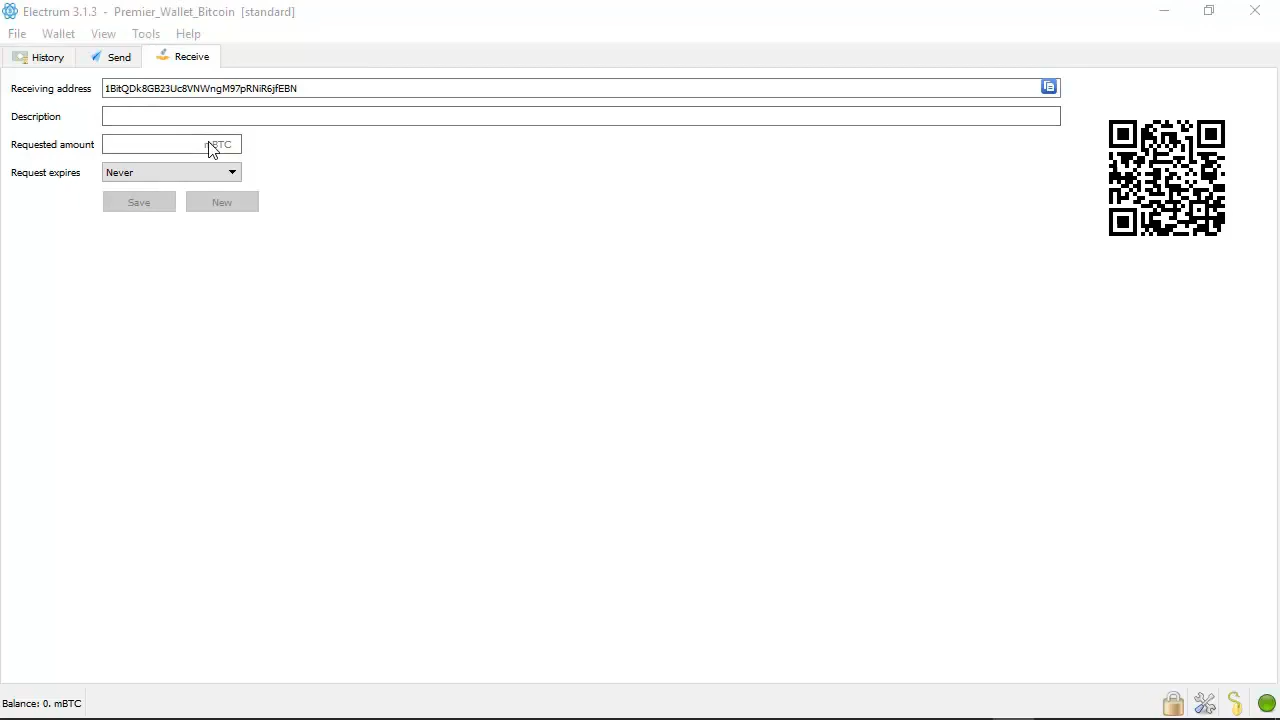 Electrum 3.1.3 - Premier_Wallet_Bitcoin [standard]
File Wallet View Tools Help
History Send Receive
Receiving address 1BitQDk8GB23Uc8VNWngM97pRNiR6jfEBN
Description
Requested amount mBTC
Request expires Never
Save New
Balance: 0. mBTC